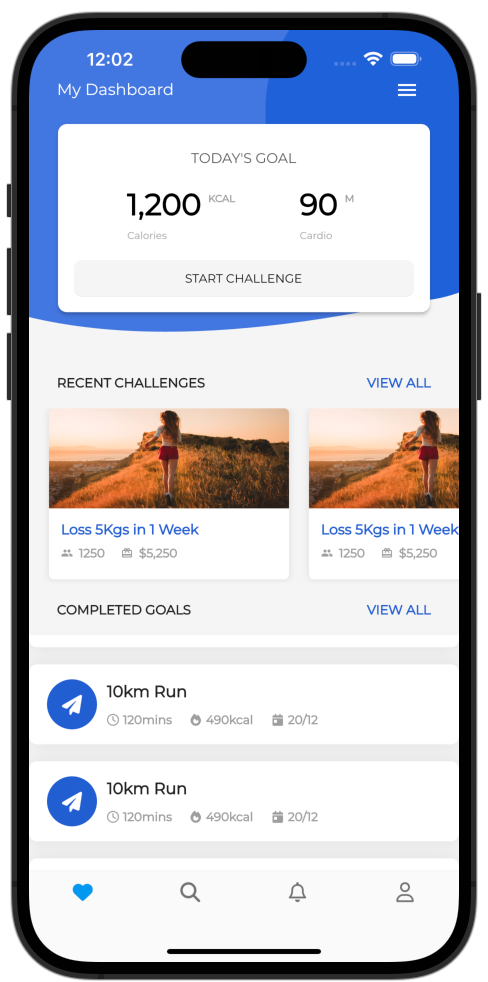 12:02
My Dashboard
TODAY'S GOAL
1,200 KCAL
90 M
Calories
Cardio
START CHALLENGE
RECENT CHALLENGES
VIEW ALL
Loss 5Kgs in 1 Week
1250 $5,250
Loss 5Kgs in 1 Week
1250 $5,250
COMPLETED GOALS
VIEW ALL
10km Run
120mins 490kcal 20/12
10km Run
120mins 490kcal 20/12